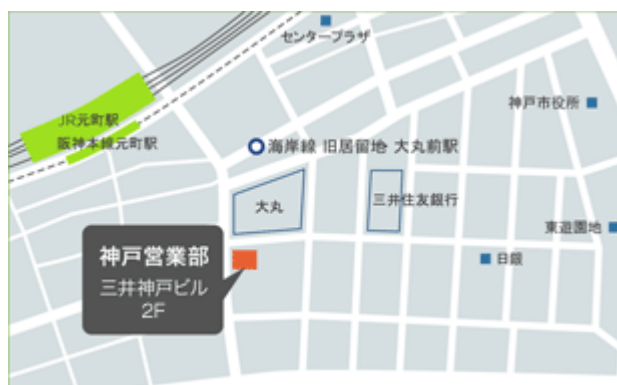 センタープラザ
神戸市役所
JR元町駅
阪神本線元町駅
海岸線 旧居留地 大丸前駅
大丸
三井住友銀行
東遊園地
神戸営業部
三井神戸ビル
2F
日銀